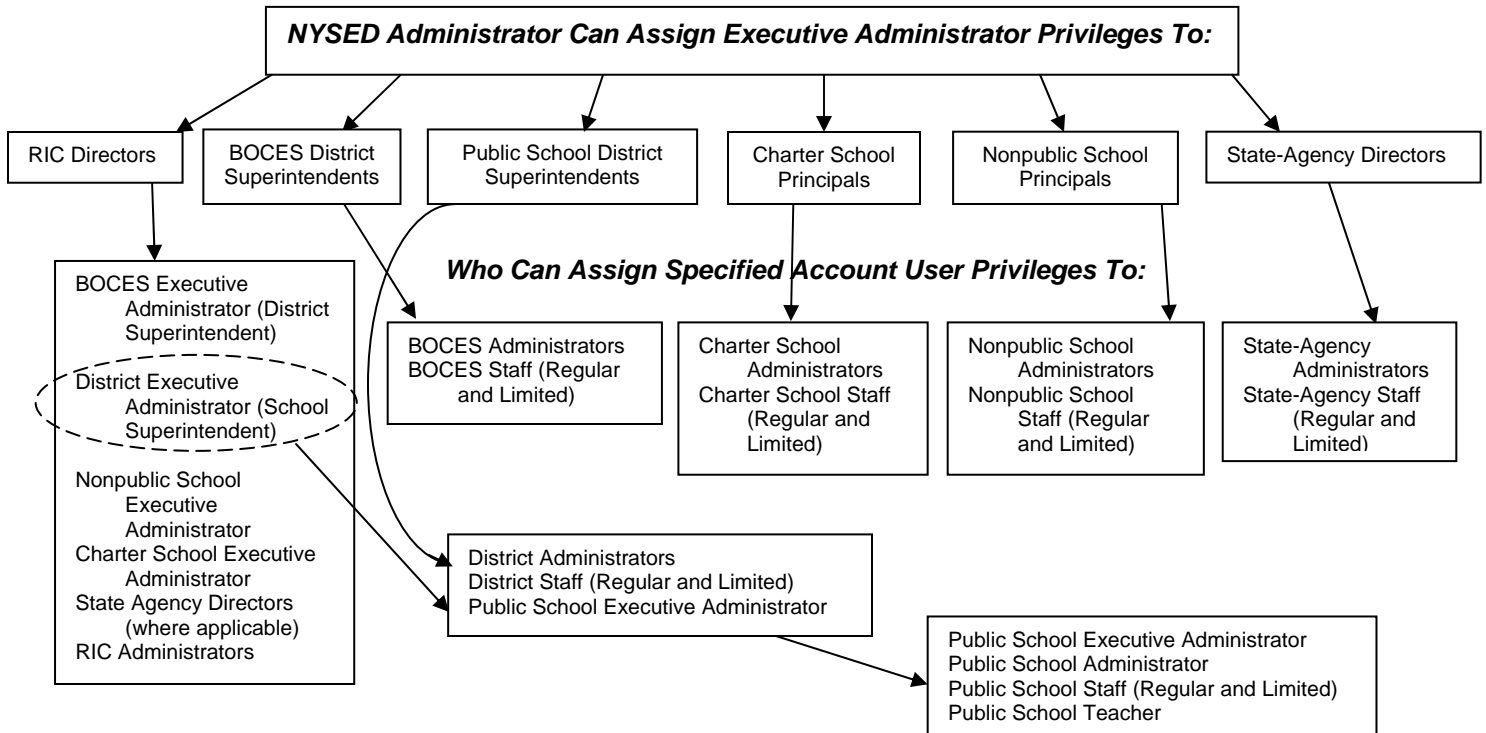 NYSED Administrator Can Assign Executive Administrator Privileges To:
RIC Directors
BOCES District
Superintendents
Public School District
Superintendents
Charter School
Principals
Nonpublic School
Principals
State-Agency Directors
Who Can Assign Specified Account User Privileges To:
BOCES Executive
Administrator (District
Superintendent)
District Executive
Administrator (School
Superintendent)
Nonpublic School
Executive
Administrator
Charter School Executive
Administrator
State Agency Directors
(where applicable)
RIC Administrators
BOCES Administrators
BOCES Staff (Regular
and Limited)
Charter School
Administrators
Charter School Staff
(Regular and
Limited)
Nonpublic School
Administrators
Nonpublic School
Staff (Regular
and Limited)
State-Agency
Administrators
State-Agency Staff
(Regular and
Limited)
District Administrators
District Staff (Regular and Limited)
Public School Executive Administrator
Public School Executive Administrator
Public School Administrator
Public School Staff (Regular and Limited)
Public School Teacher